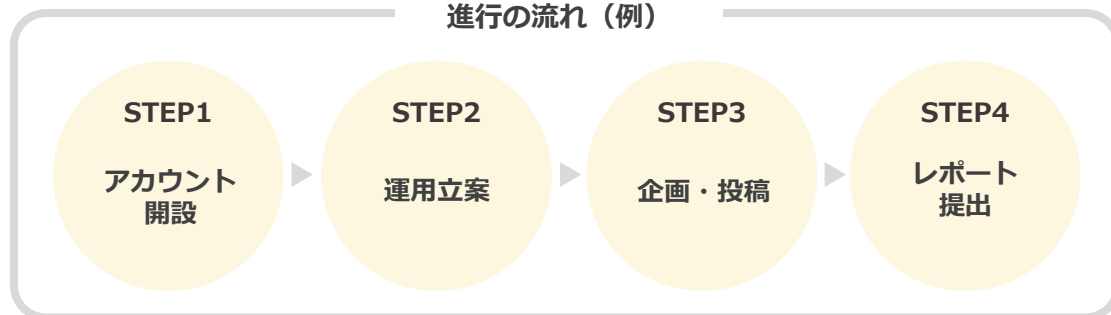 進行の流れ（例）
STEP1
アカウント
開設
STEP2
運用立案
STEP3
企画・投稿
STEP4
レポート
提出